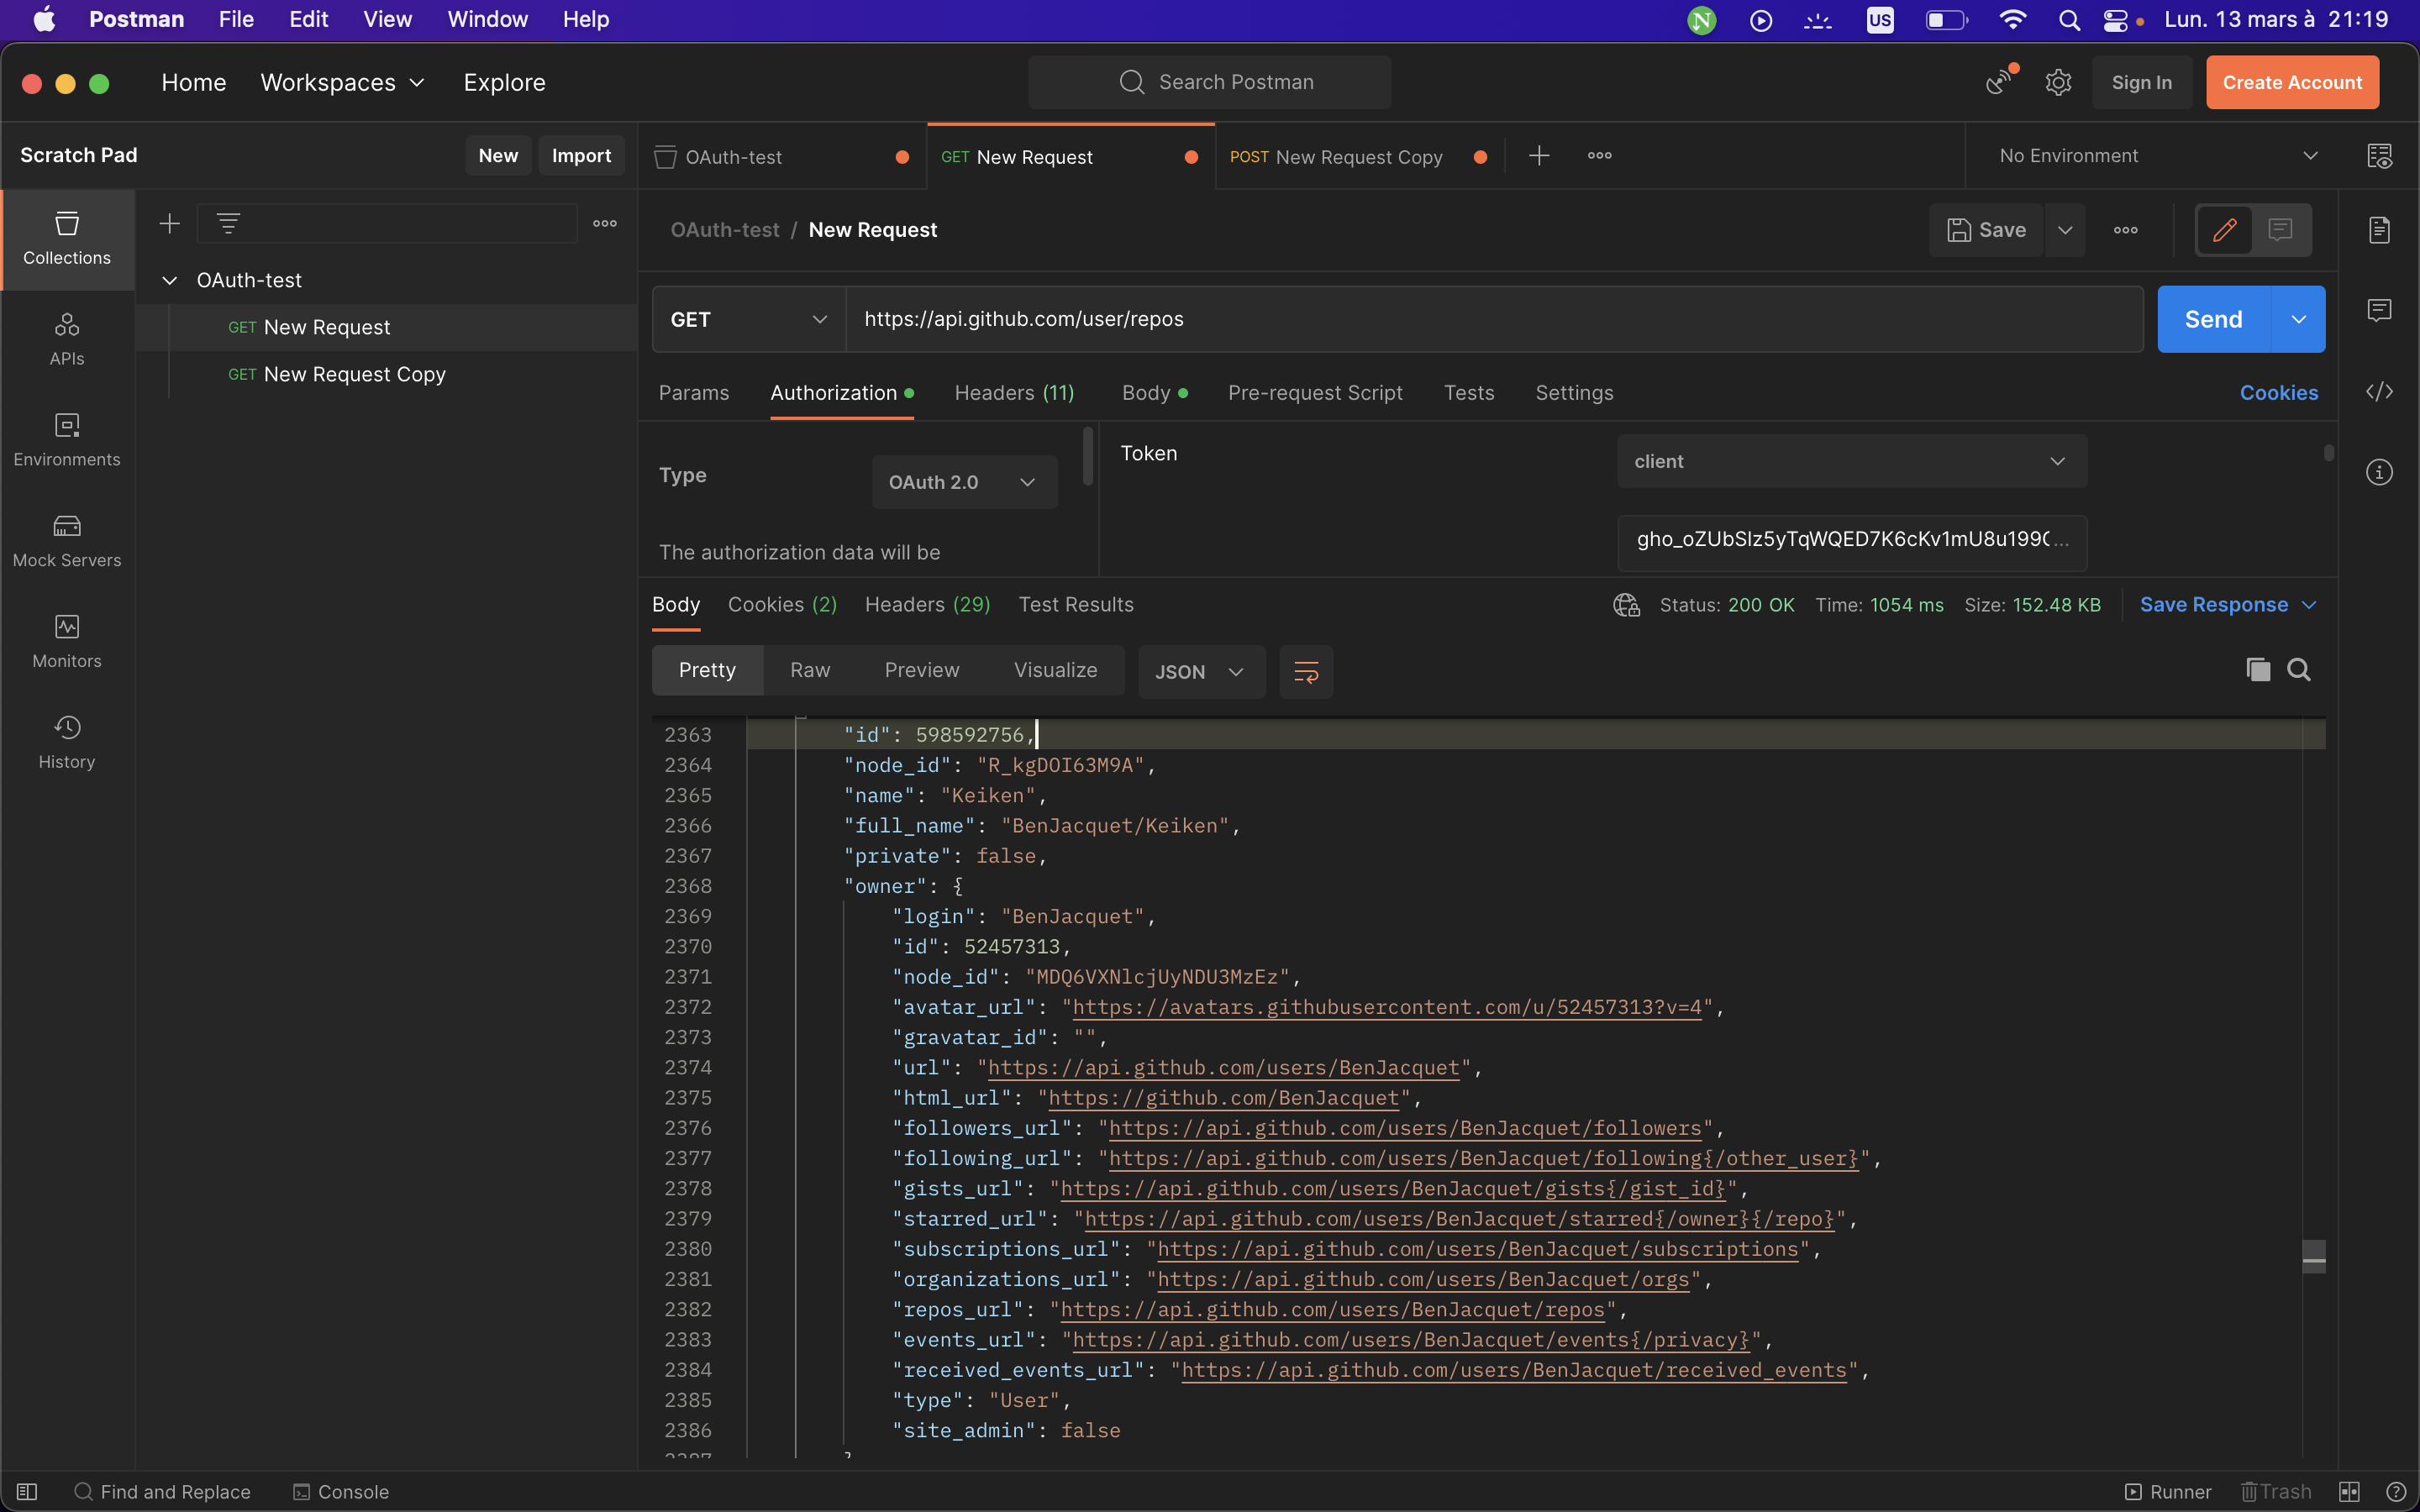 Postman File Edit View Window Help
N US Lun. 13 mars à 21:19
Home Workspaces Explore
Search Postman
Sign In
Create Account
Scratch Pad
New Import
OAuth-test
GET New Request
POST New Request Copy
No Environment
Collections
APIs
Environments
Mock Servers
Monitors
History
OAuth-test
GET New Request
GET New Request Copy
OAuth-test / New Request
Save
GET https://api.github.com/user/repos
Send
Params Authorization Headers (11) Body Pre-request Script Tests Settings
Cookies
Type
OAuth 2.0
The authorization data will be
Token
client
Body Cookies (2) Headers (29) Test Results
Status: 200 OK Time: 1054 ms Size: 152.48 KB
Save Response
Pretty Raw Preview Visualize JSON
2363 "id": 598592756,
2364 "node_id": "R_kgDOI63M9A",
2365 "name": "Keiken",
2366 "full_name": "BenJacquet/Keiken",
2367 "private": false,
2368 "owner": {
2369 "login": "BenJacquet",
2370 "id": 52457313,
2371 "node_id": "MDQ6VXNlcjUyNDU3MzEz",
2372 "avatar_url": "https://avatars.githubusercontent.com/u/52457313?v=4",
2373 "gravatar_id": "",
2374 "url": "https://api.github.com/users/BenJacquet",
2375 "html_url": "https://github.com/BenJacquet",
2376 "followers_url": "https://api.github.com/users/BenJacquet/followers",
2377 "following_url": "https://api.github.com/users/BenJacquet/following{/other_user}",
2378 "gists_url": "https://api.github.com/users/BenJacquet/gists{/gist_id}",
2379 "starred_url": "https://api.github.com/users/BenJacquet/starred{/owner}{/repo}",
2380 "subscriptions_url": "https://api.github.com/users/BenJacquet/subscriptions",
2381 "organizations_url": "https://api.github.com/users/BenJacquet/orgs",
2382 "repos_url": "https://api.github.com/users/BenJacquet/repos",
2383 "events_url": "https://api.github.com/users/BenJacquet/events{/privacy}",
2384 "received_events_url": "https://api.github.com/users/BenJacquet/received_events",
2385 "type": "User",
2386 "site_admin": false
Find and Replace Console
Runner Trash